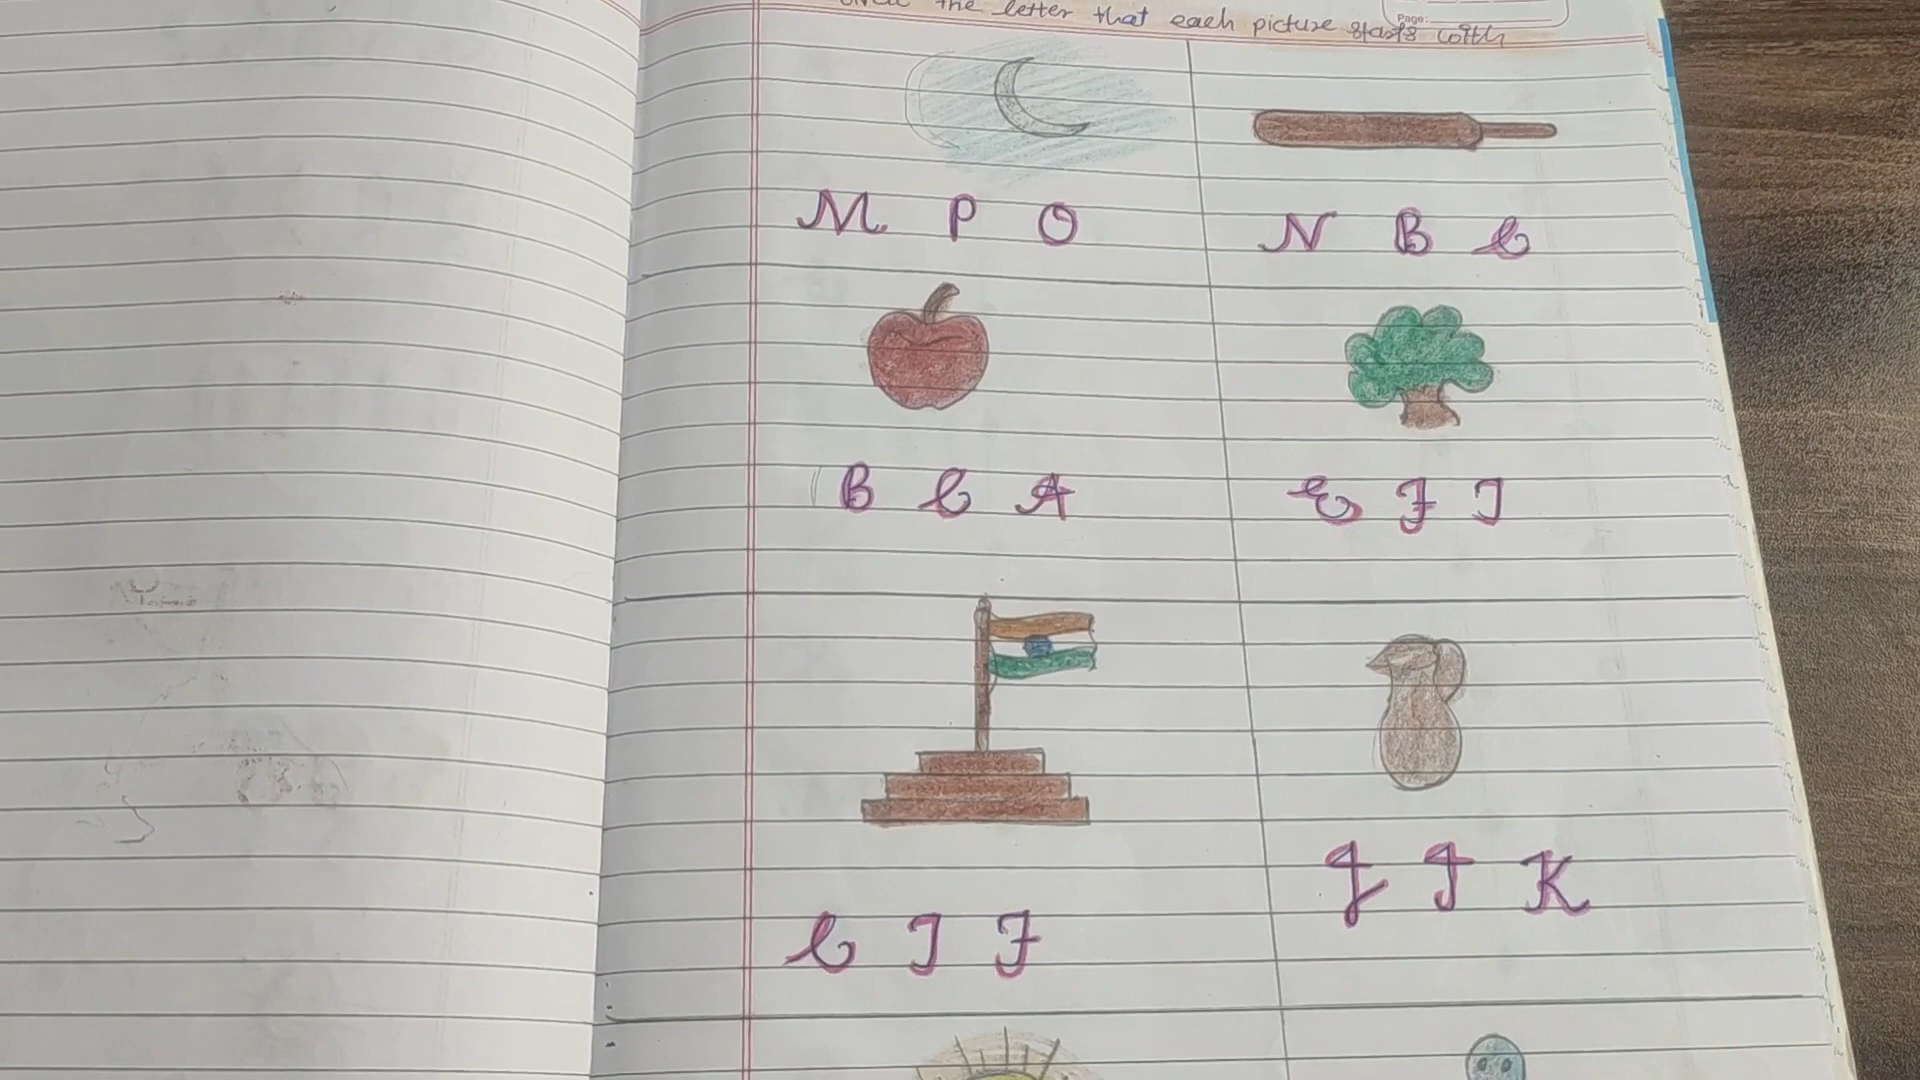 the letter that each picture starts with
Page:
M P O
N B C
B C A
E F T
C T F
J I K